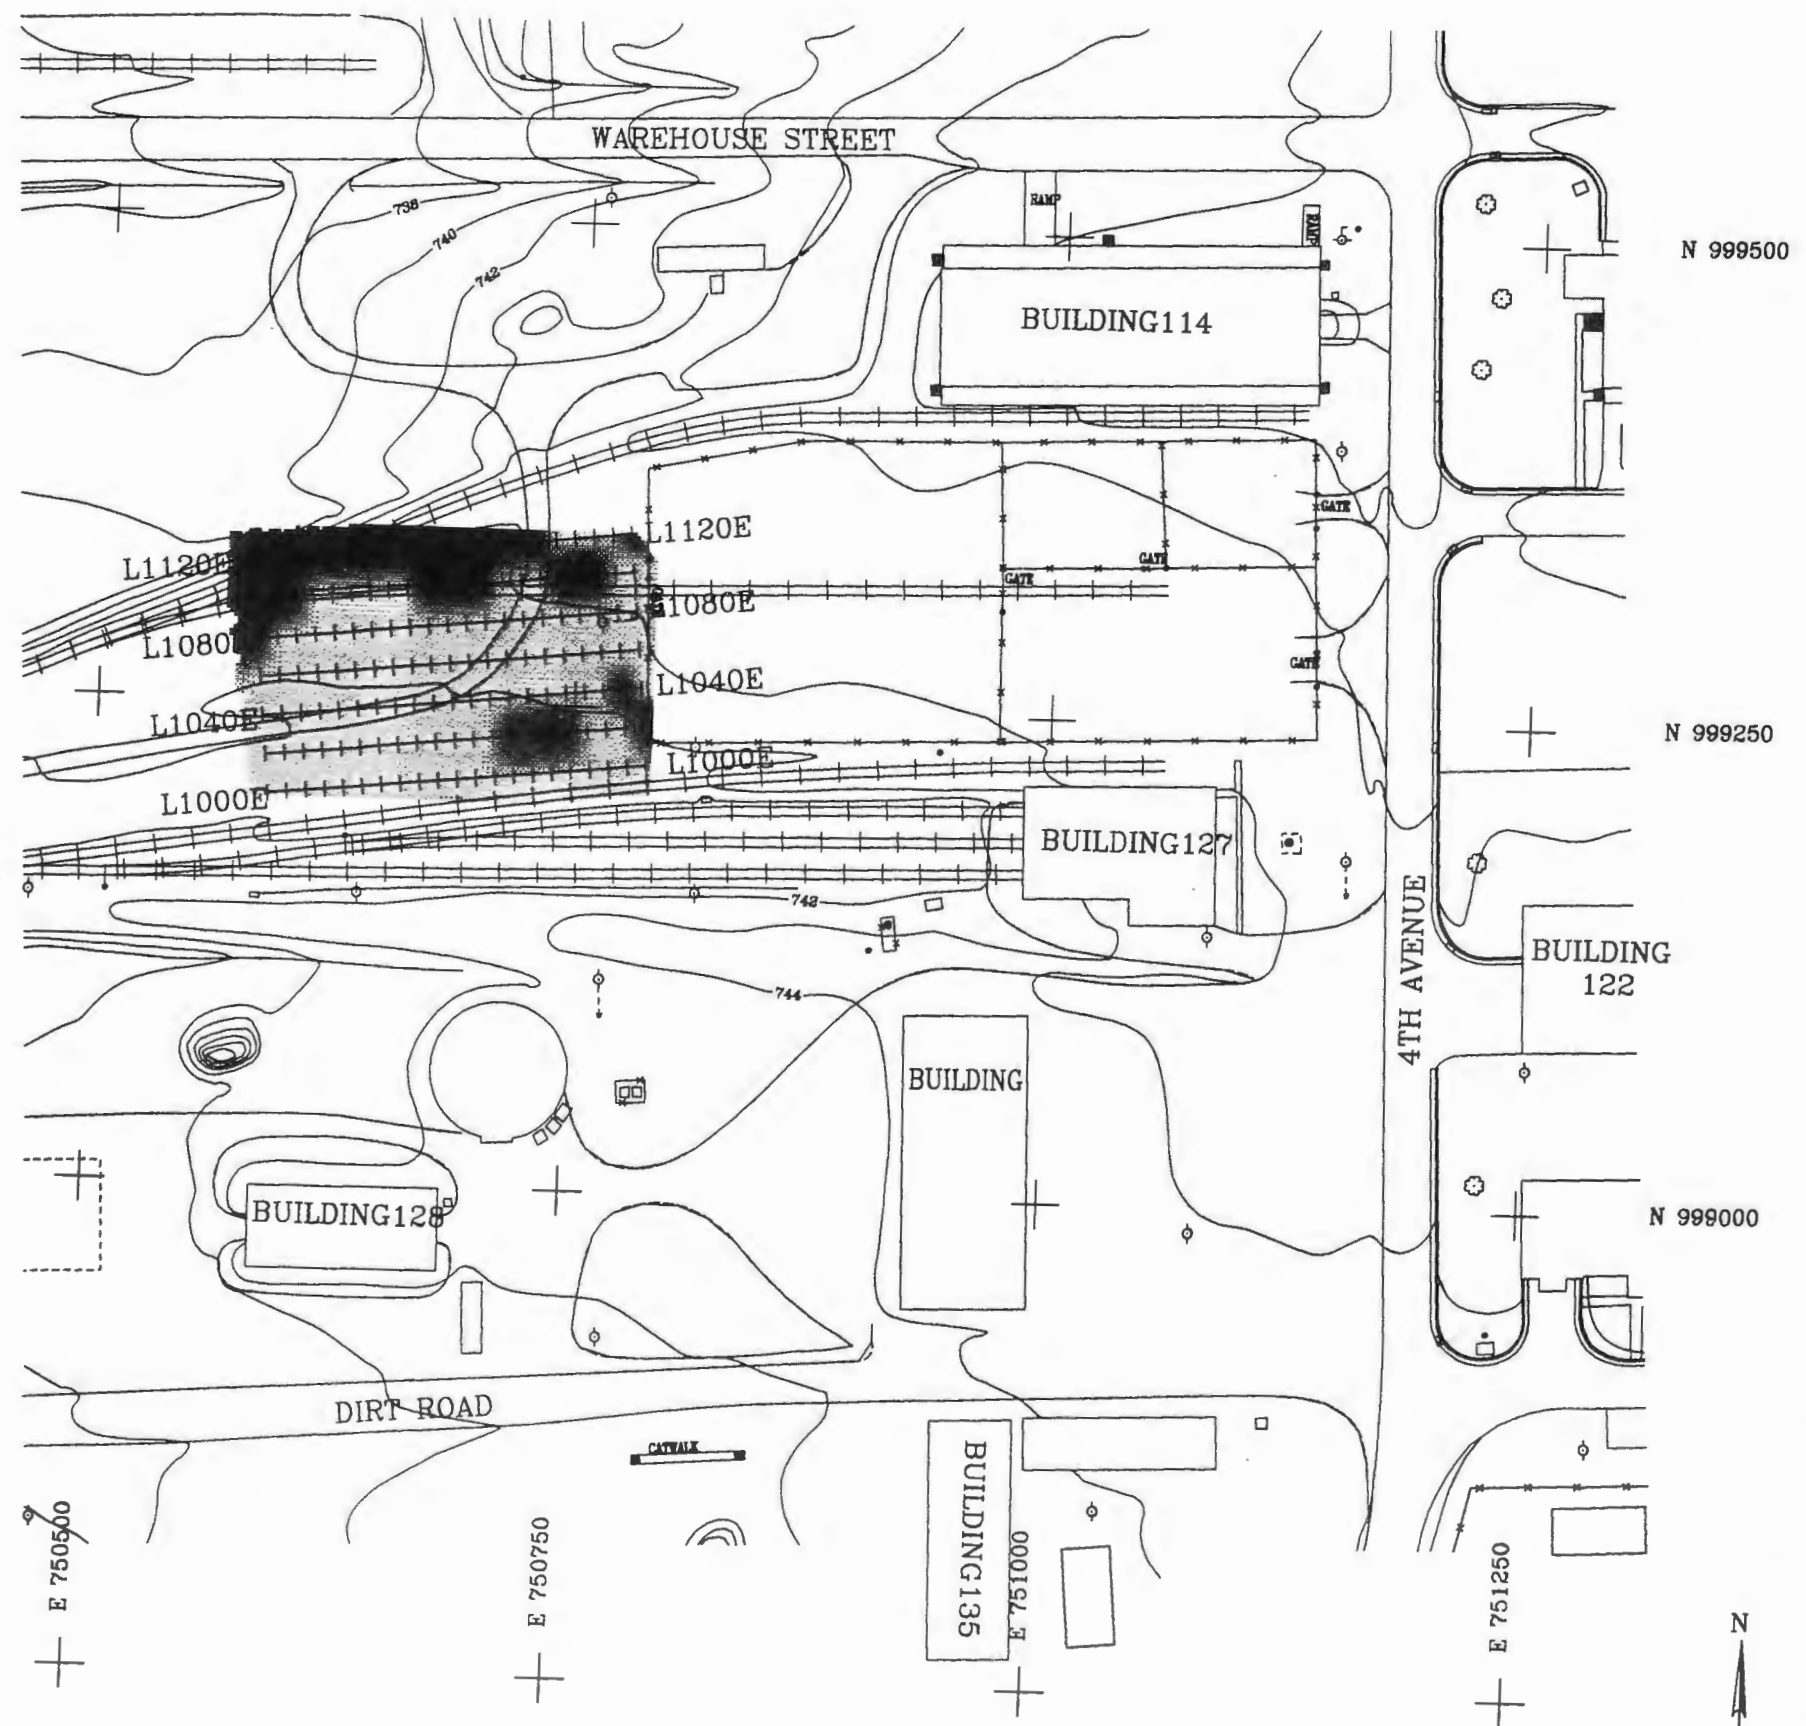 WAREHOUSE STREET
RAMP
RAMP
738
740
742
N 999500
BUILDING114
GATE
L1120E
L1120E
GATE
GATE
L1080E
L1080
GATE
L1040E
L1040E
N 999250
L1000E
L1000E
BUILDING127
742
4TH AVENUE
BUILDING
122
744
BUILDING
BUILDING128
N 999000
DIRT ROAD
CATWALK
BUILDING135
E 750500
E 750750
E 751000
E 751250
N